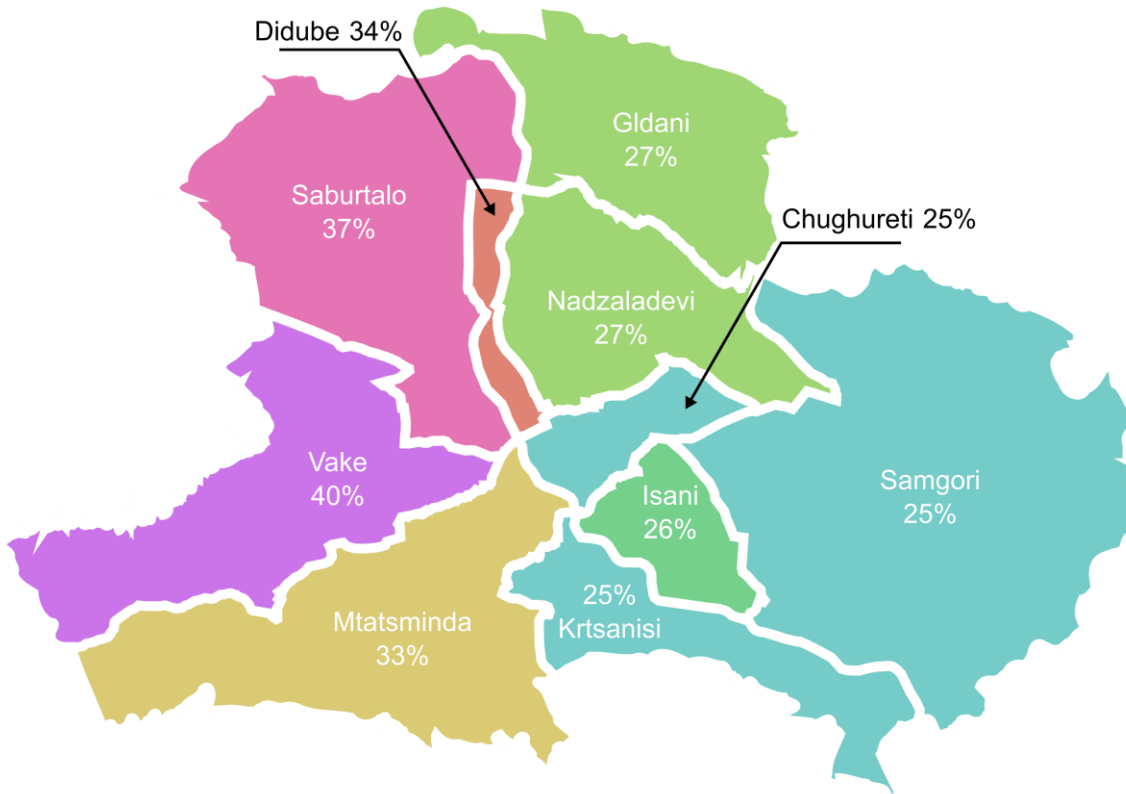 Didube 34%
Gldani
27%
Saburtalo
37%
Chughureti 25%
Nadzaladevi
27%
Vake
40%
Isani
26%
Samgori
25%
25%
Krtsanisi
Mtatsminda
33%